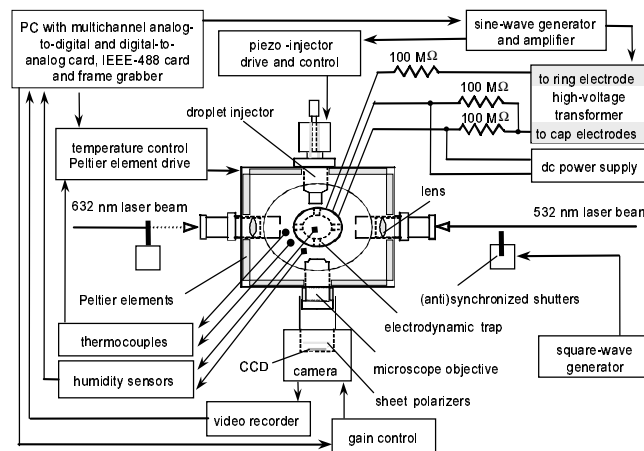 PC with multichannel analog-
to-digital and digital-to-
analog card, IEEE-488 card
and frame grabber
sine-wave generator
and amplifier
piezo -injector
drive and control
100 MΩ
to ring electrode
high-voltage
transformer
to cap electrodes
100 MΩ
100 MΩ
dc power supply
droplet injector
temperature control
Peltier element drive
632 nm laser beam
lens
532 nm laser beam
Peltier elements
(anti)synchronized shutters
electrodynamic trap
thermocouples
microscope objective
square-wave
generator
humidity sensors
CCD
camera
sheet polarizers
video recorder
gain control